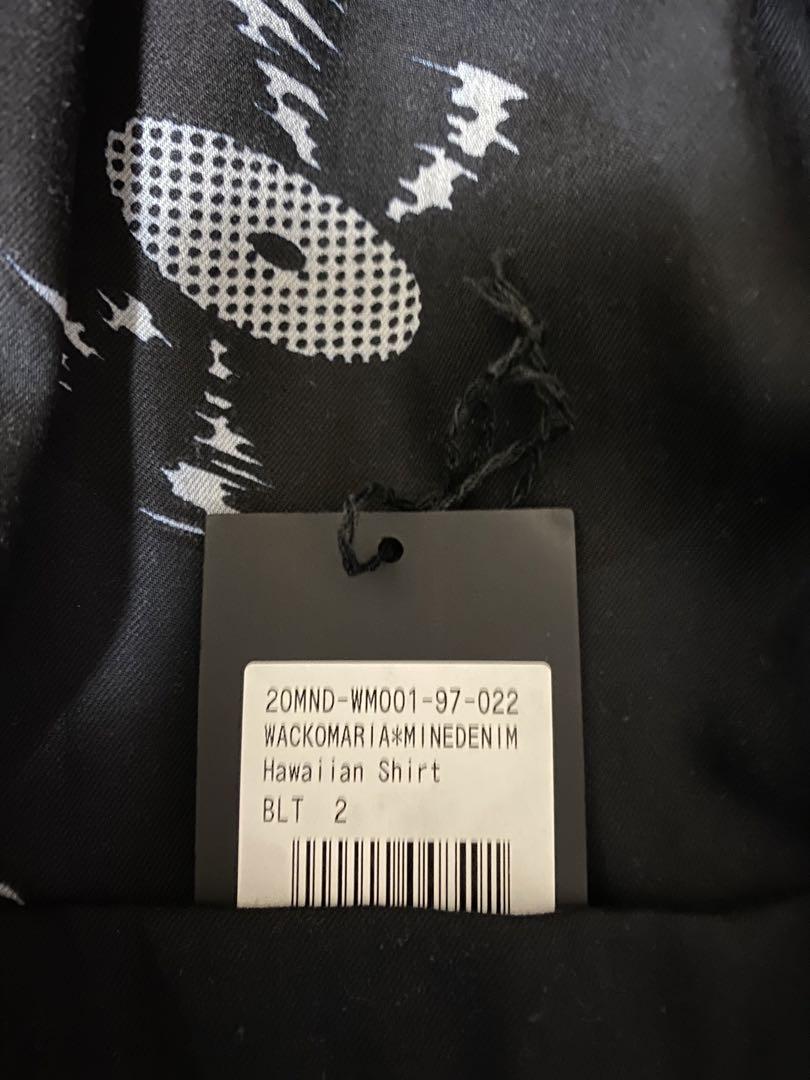 20MND-WM001-97-022
WACKOMARIA*MINEDENIM
Hawaiian Shirt
BLT 2